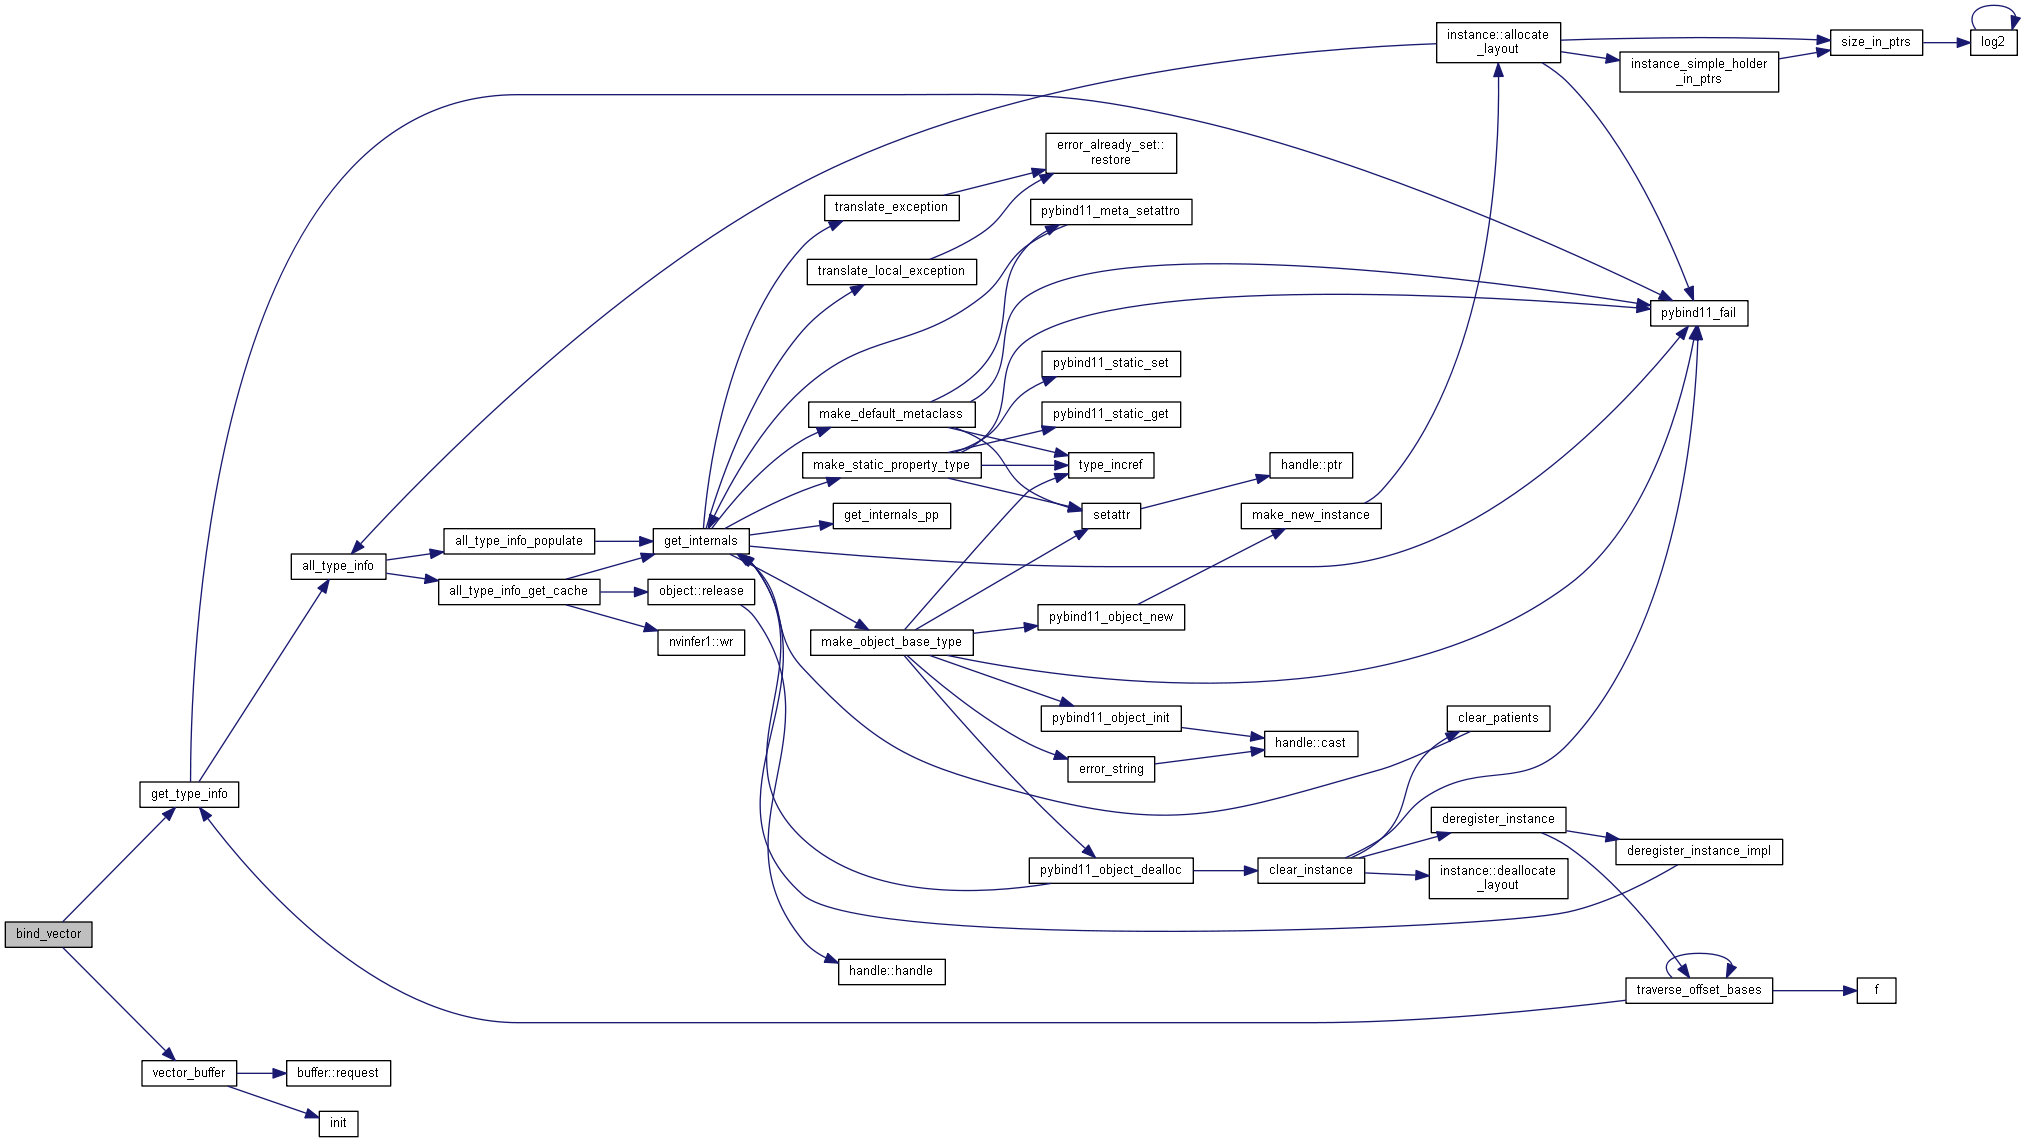 instance::allocate
_layout
size_in_ptrs
log2
instance_simple_holder
_in_ptrs
error_already_set::
restore
translate_exception
pybind11_meta_setattro
translate_local_exception
pybind11_fail
pybind11_static_set
make_default_metaclass
pybind11_static_get
make_static_property_type
type_incref
handle::ptr
get_internals_pp
setattr
make_new_instance
all_type_info_populate
get_internals
all_type_info
all_type_info_get_cache
object::release
pybind11_object_new
nvinfer1::wr
make_object_base_type
pybind11_object_init
clear_patients
handle::cast
error_string
get_type_info
deregister_instance
deregister_instance_impl
pybind11_object_dealloc
clear_instance
instance::deallocate
_layout
bind_vector
handle::handle
traverse_offset_bases
f
vector_buffer
buffer::request
init